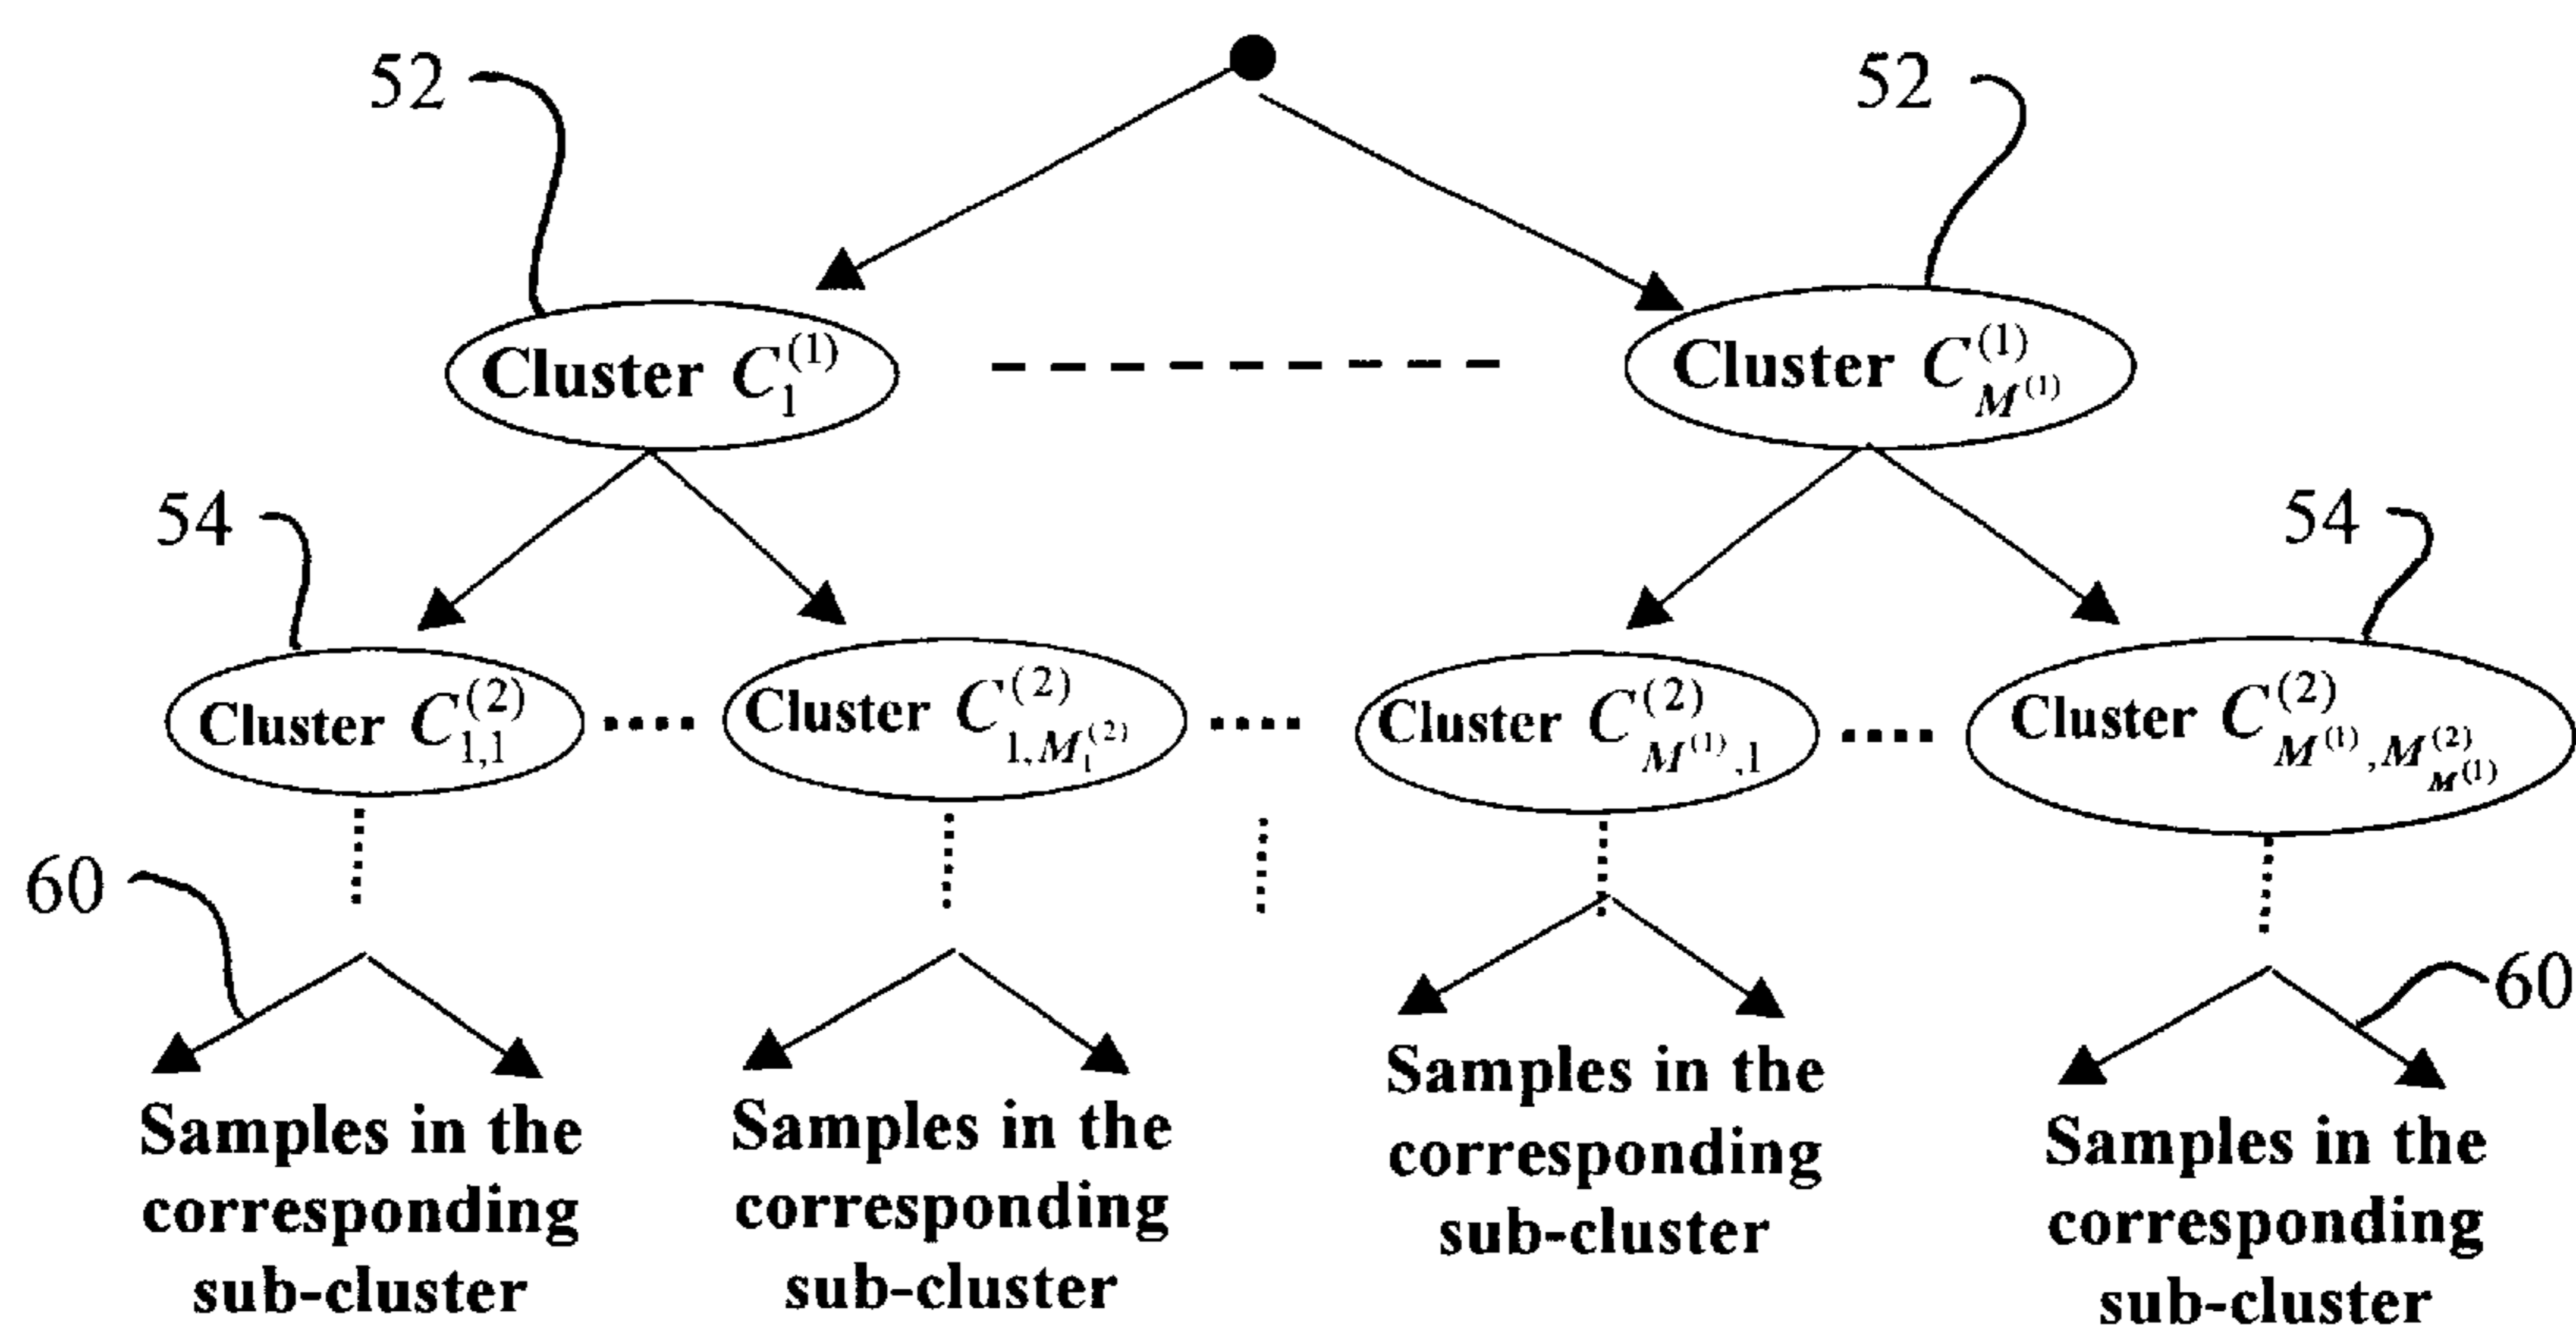 52
52
Cluster C_1^{(1)}
Cluster C_{M^{(1)}}^{(1)}
54
54
Cluster C_{1,1}^{(2)}
Cluster C_{1,M_1^{(2)}}^{(2)}
Cluster C_{M^{(1)},1}^{(2)}
Cluster C_{M^{(1)},M_{M^{(1)}}^{(2)}}^{(2)}
60
60
Samples in the
corresponding
sub-cluster
Samples in the
corresponding
sub-cluster
Samples in the
corresponding
sub-cluster
Samples in the
corresponding
sub-cluster